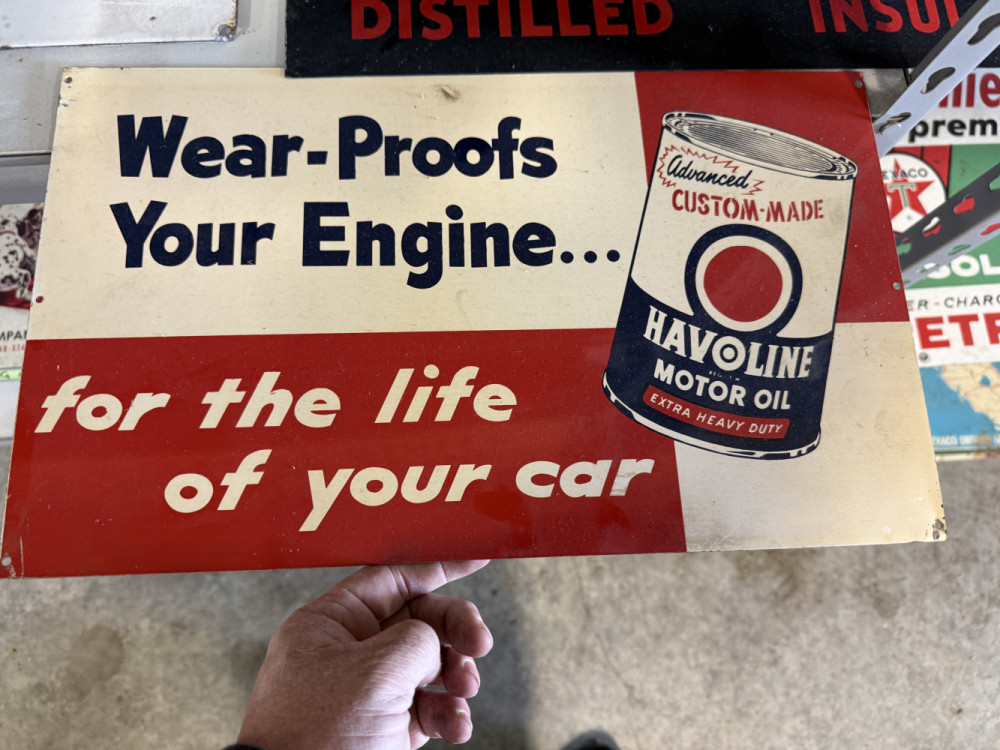 DISTILLED
Wear-Proofs
Your Engine...
for the life
of your car
Advanced
CUSTOM-MADE
HAVOLINE
MOTOR OIL
EXTRA HEAVY DUTY